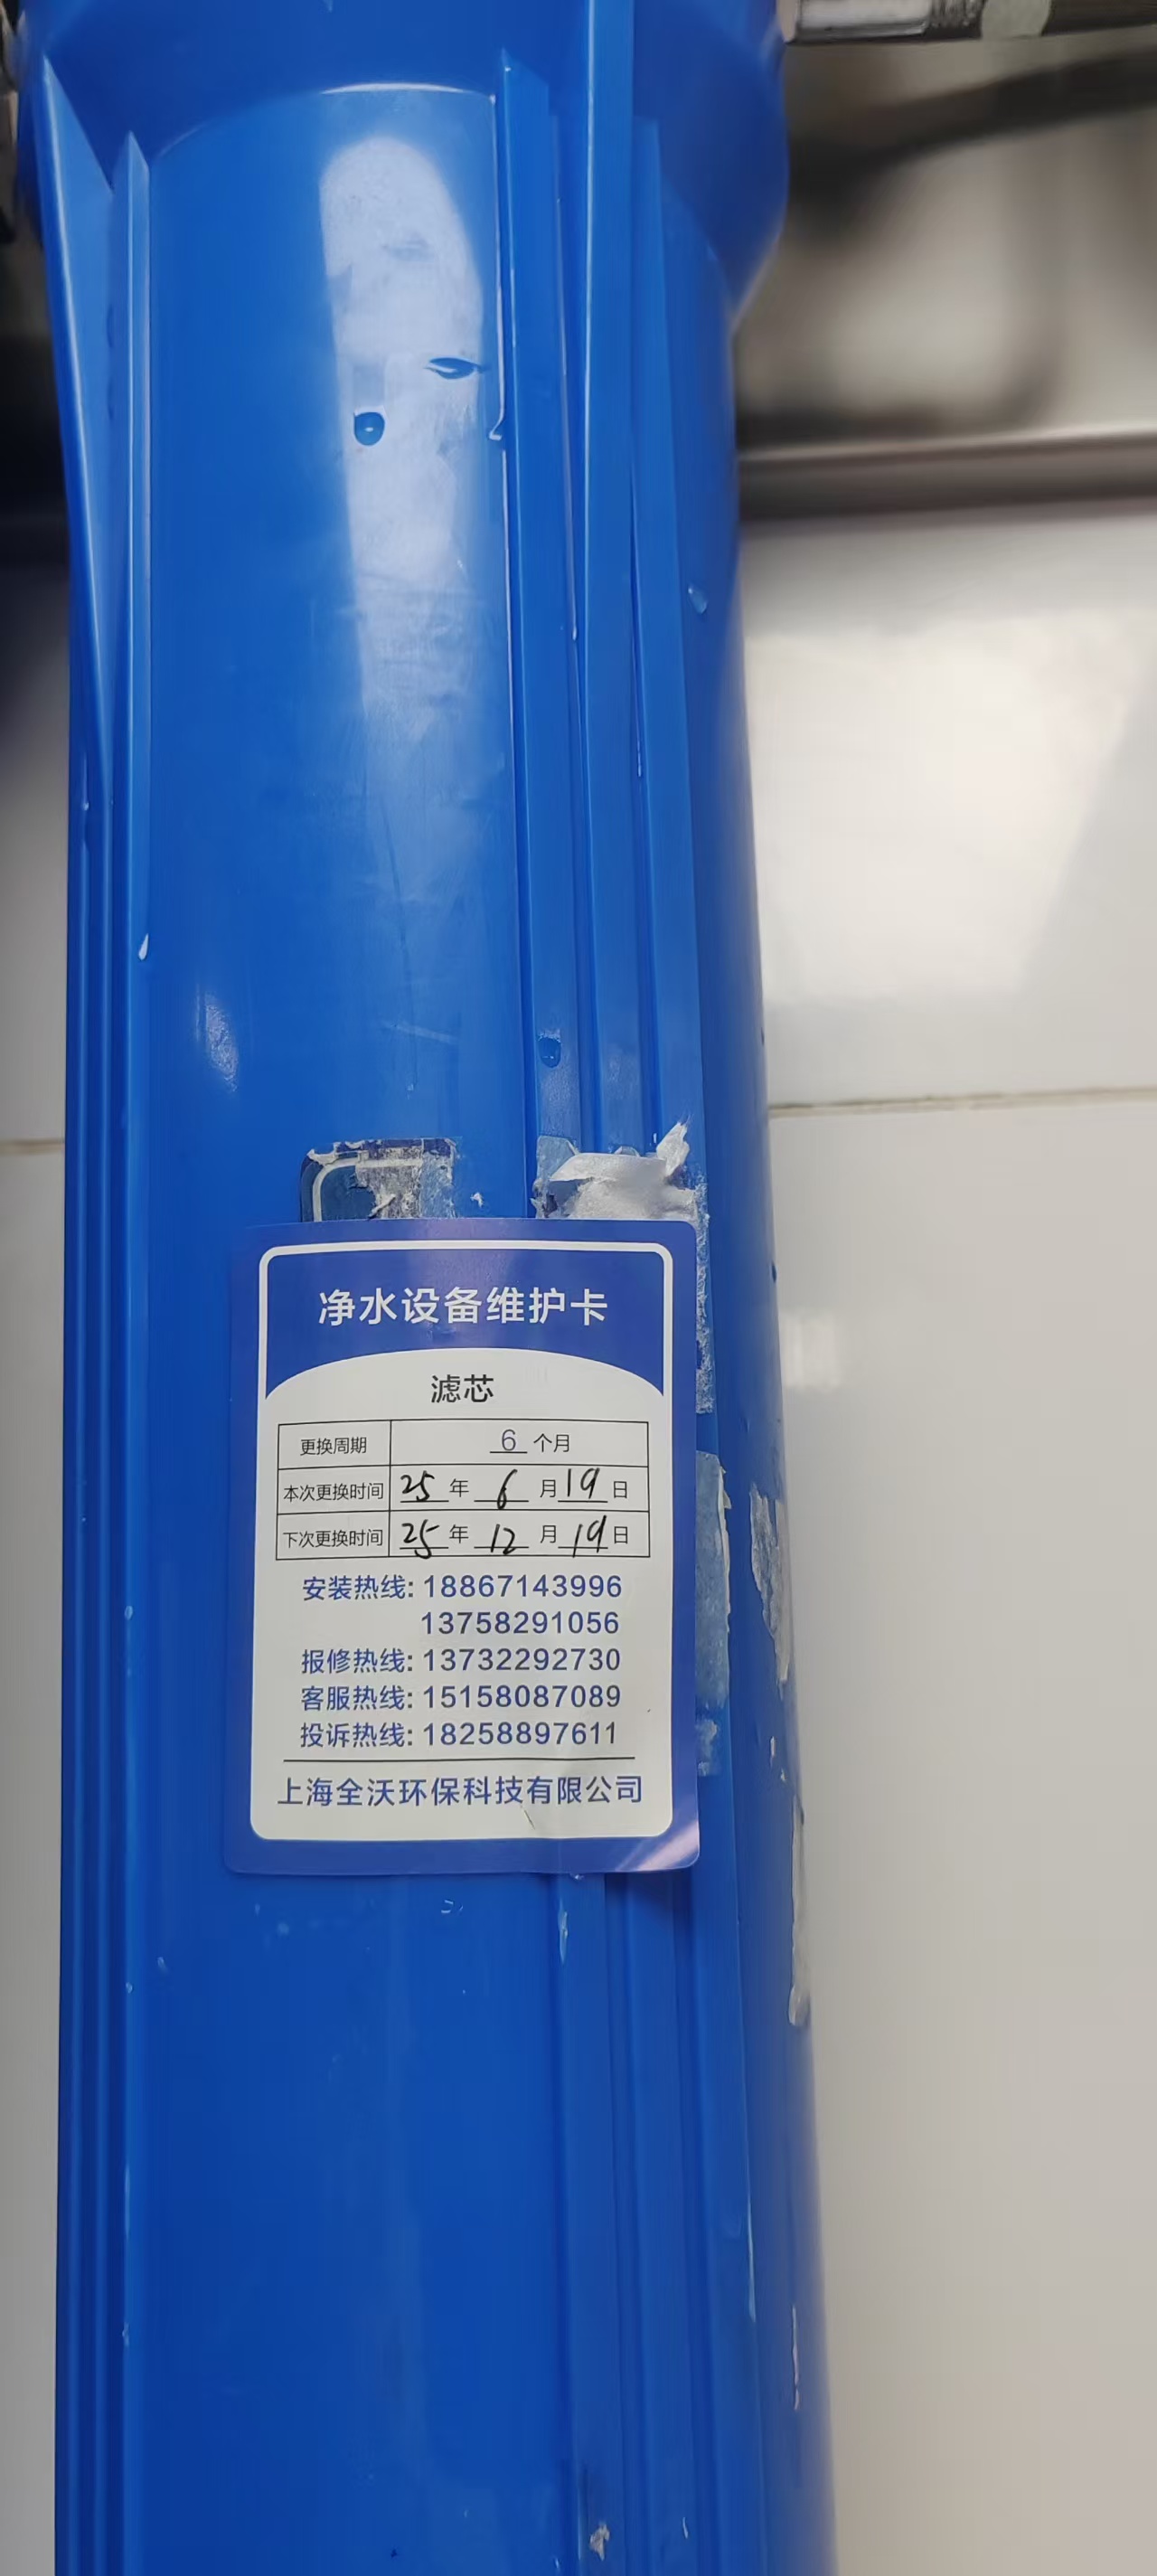 净水设备维护卡
滤芯
更换周期 6 个月
本次更换时间 25 年 6 月 19 日
下次更换时间 25 年 12 月 19 日
安装热线: 18867143996
13758291056
报修热线: 13732292730
客服热线: 15158087089
投诉热线: 18258897611
上海全沃环保科技有限公司